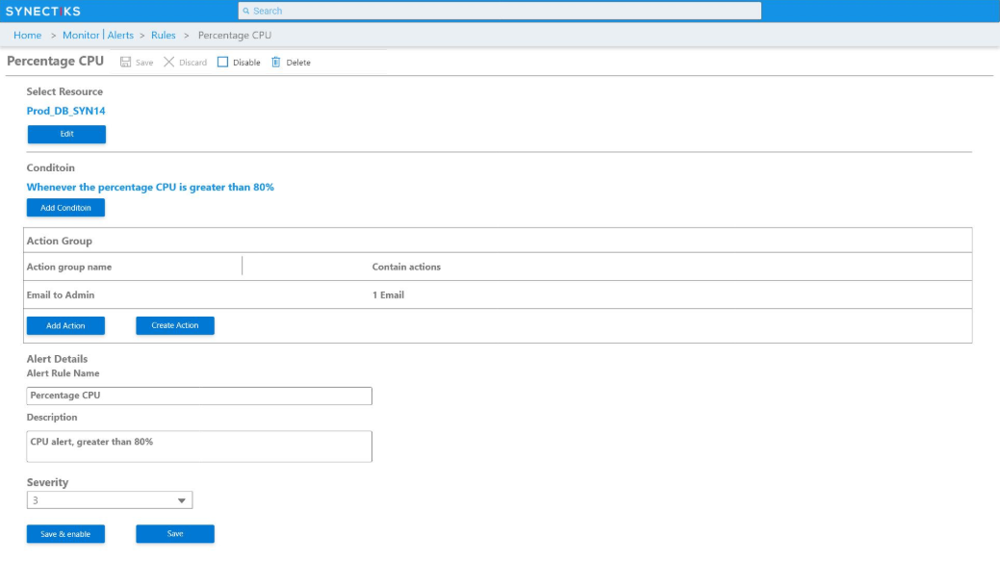 SYNECTIKS
Search
Home > Monitor | Alerts > Rules > Percentage CPU
Percentage CPU Save Discard Disable Delete
Select Resource
Prod_DB_SYN14
Edit
Conditoin
Whenever the percentage CPU is greater than 80%
Add Conditoin
Action Group
Action group name Contain actions
Email to Admin 1 Email
Add Action Create Action
Alert Details
Alert Rule Name
Percentage CPU
Description
CPU alert, greater than 80%
Severity
3
Save & enable Save